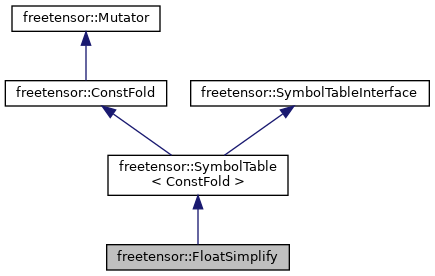 freetensor::Mutator
freetensor::ConstFold
freetensor::SymbolTableInterface
freetensor::SymbolTable
< ConstFold >
freetensor::FloatSimplify